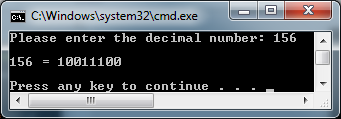 C:\Windows\system32\cmd.exe
Please enter the decimal number: 156
156 = 10011100
Press any key to continue . . .